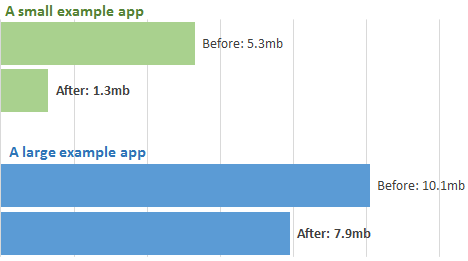 A small example app
Before: 5.3mb
After: 1.3mb
A large example app
Before: 10.1mb
After: 7.9mb